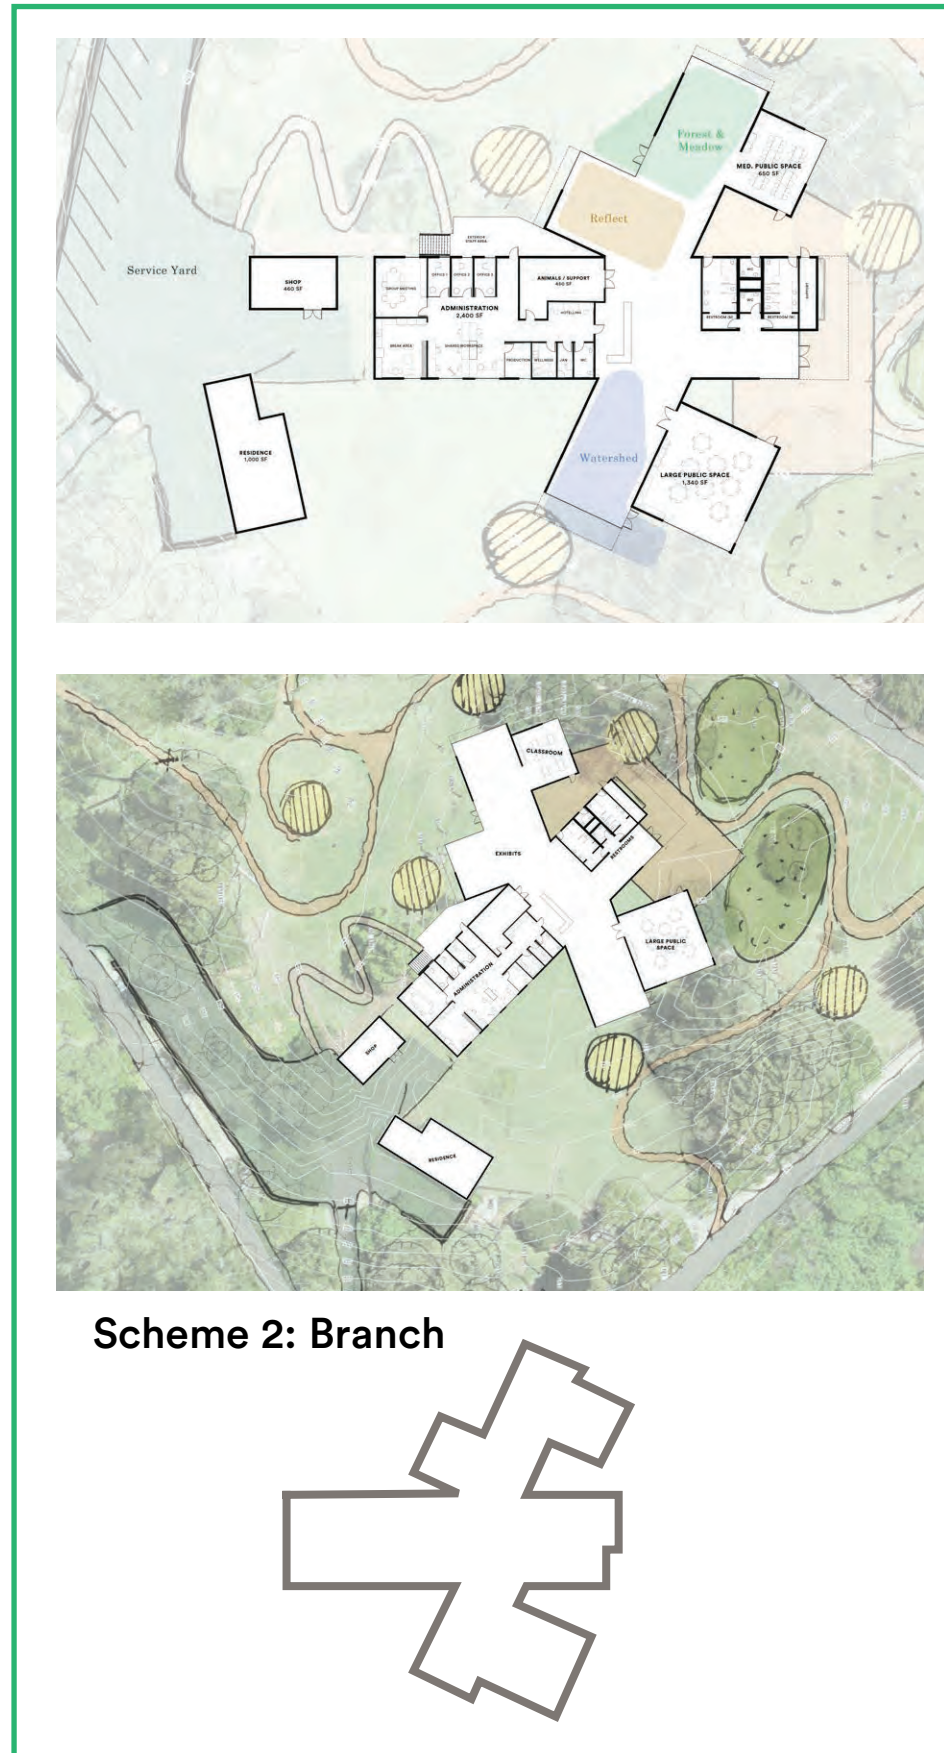 Forest &
Meadow
MED. PUBLIC SPACE
650 SF
Reflect
EXTERIOR
STAFF AREA
Service Yard
SHOP
460 SF
GROUP MEETING
OFFICE 1
OFFICE 2
OFFICE 3
ANIMALS / SUPPORT
450 SF
ADMINISTRATION
2,400 SF
HOTELLING
BREAK AREA
SHARED WORKSPACE
PRODUCTION
WELLNESS
JAN
WC
WC
WC
SUPPORT
RESIDENCE
1,000 SF
Watershed
LARGE PUBLIC SPACE
1,340 SF
CLASSROOM
EXHIBITS
RESTROOMS
LARGE PUBLIC
SPACE
ADMINISTRATION
SHOP
RESIDENCE
Scheme 2: Branch